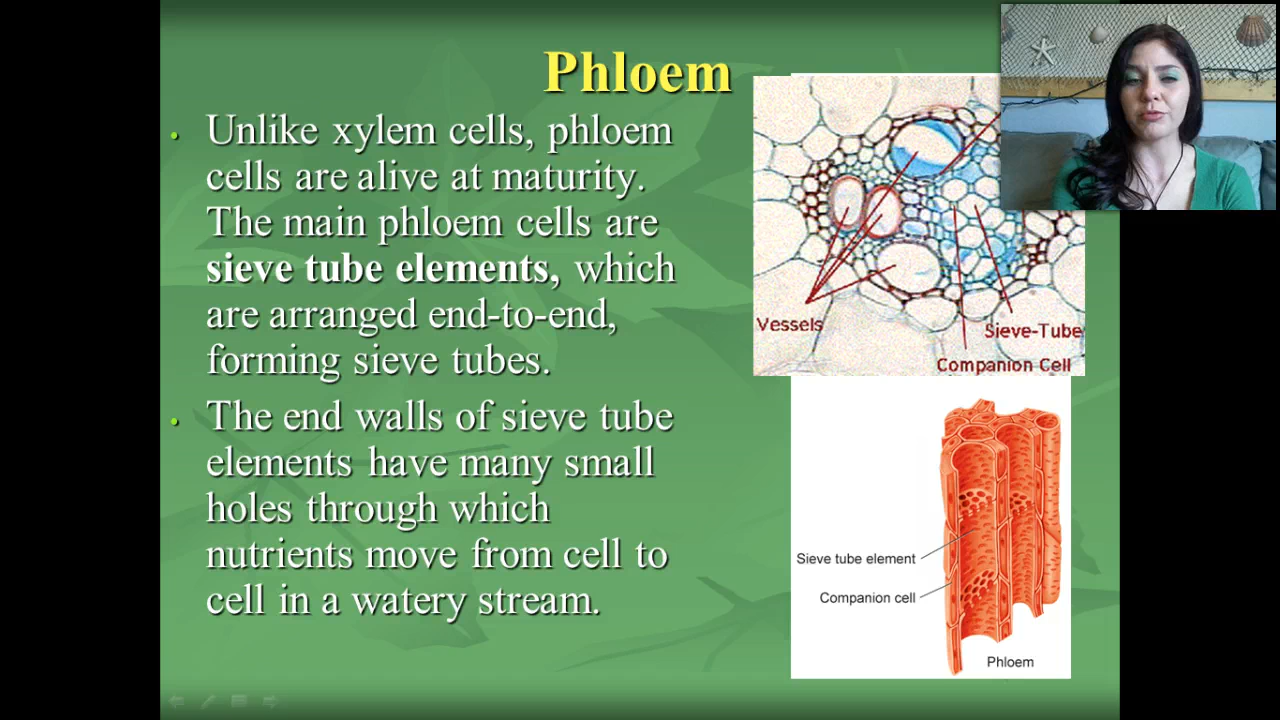 Phloem
• Unlike xylem cells, phloem
cells are alive at maturity.
The main phloem cells are
sieve tube elements, which
are arranged end-to-end,
forming sieve tubes.
• The end walls of sieve tube
elements have many small
holes through which
nutrients move from cell to
cell in a watery stream.
Vessels
Sieve-Tube
Companion Cell
Sieve tube element
Companion cell
Phloem